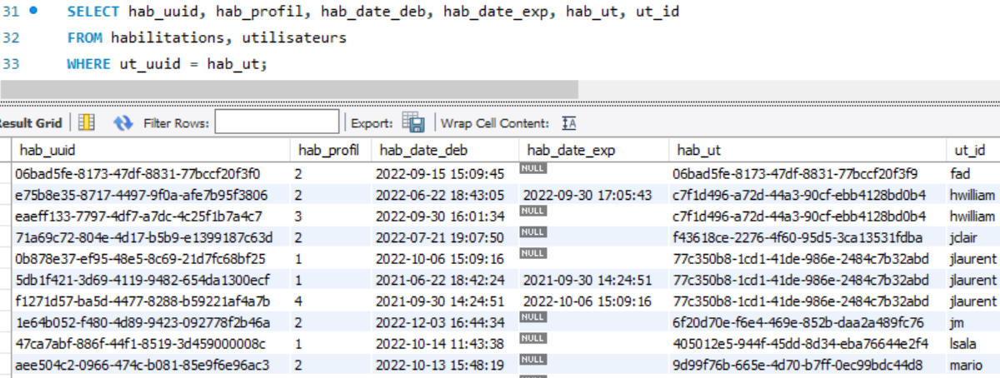 31 SELECT hab_uuid, hab_profil, hab_date_deb, hab_date_exp, hab_ut, ut_id
32 FROM habilitations, utilisateurs
33 WHERE ut_uuid = hab_ut;
Result Grid Filter Rows: Export: Wrap Cell Content: IA
hab_uuid hab_profil hab_date_deb hab_date_exp hab_ut ut_id
06bad5fe-8173-47df-8831-77bccf20f3f0 2 2022-09-15 15:09:45 NULL 06bad5fe-8173-47df-8831-77bccf20f3f9 fad
e75b8e35-8717-4497-9f0a-afe7b95f3806 2 2022-06-22 18:43:05 2022-09-30 17:05:43 c7f1d496-a72d-44a3-90cf-ebb4128bd0b4 hwilliam
eaeff133-7797-4df7-a7dc-4c25f1b7a4c7 3 2022-09-30 16:01:34 NULL c7f1d496-a72d-44a3-90cf-ebb4128bd0b4 hwilliam
71a69c72-804e-4d17-b5b9-e1399187c63d 2 2022-07-21 19:07:50 NULL f43618ce-2276-4f60-95d5-3ca13531fdba jclair
0b878e37-ef95-48e5-8c69-21d7fc68bf25 1 2022-10-06 15:09:16 NULL 77c350b8-1cd1-41de-986e-2484c7b32abd jlaurent
5db1f421-3d69-4119-9482-654da1300ecf 1 2021-06-22 18:42:24 2021-09-30 14:24:51 77c350b8-1cd1-41de-986e-2484c7b32abd jlaurent
f1271d57-ba5d-4477-8288-b59221af4a7b 4 2021-09-30 14:24:51 2022-10-06 15:09:16 77c350b8-1cd1-41de-986e-2484c7b32abd jlaurent
1e64b052-f480-4d89-9423-092778f2b46a 2 2022-12-03 16:44:34 NULL 6f20d70e-f6e4-469e-852b-daa2a489fc76 jm
47ca7abf-886f-44f1-8519-3d459000008c 1 2022-10-14 11:43:38 NULL 405012e5-944f-45dd-8d34-eba76644e2f4 lsala
aee504c2-0966-474c-b081-85e9f6e96ac3 2 2022-10-13 15:48:19 NULL 9d99f76b-665e-4d70-b7ff-0ec99bdc44d8 mario